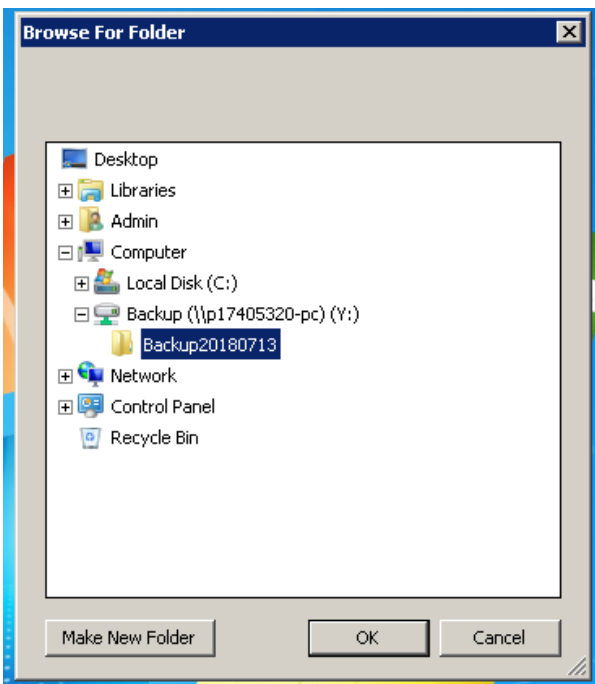 Browse For Folder
Desktop
Libraries
Admin
Computer
Local Disk (C:)
Backup (\\p17405320-pc) (Y:)
Backup20180713
Network
Control Panel
Recycle Bin
Make New Folder
OK
Cancel